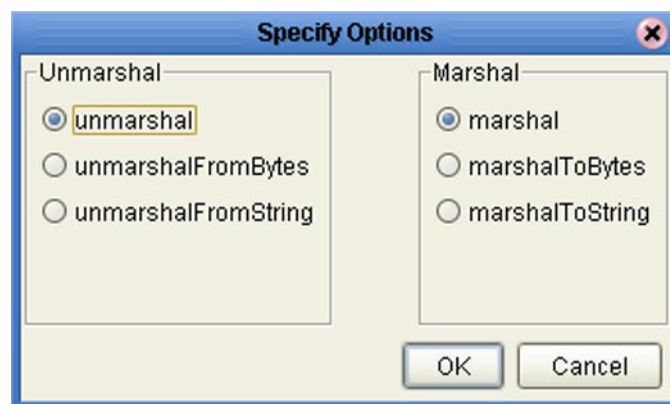 Specify Options
Unmarshal
unmarshal
unmarshalFromBytes
unmarshalFromString
Marshal
marshal
marshalToBytes
marshalToString
OK
Cancel